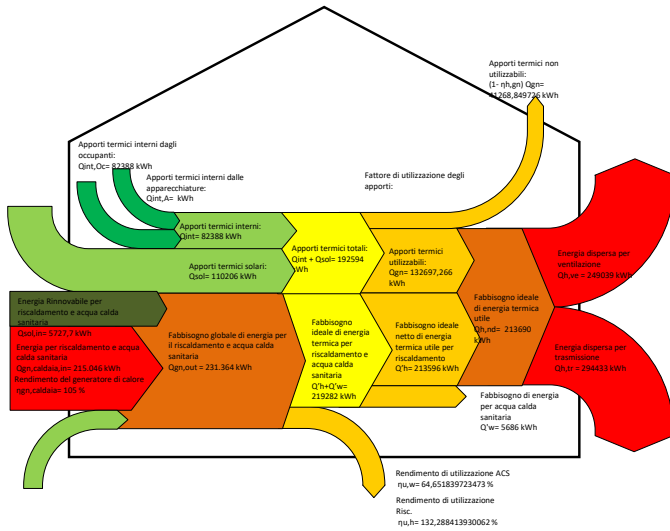 Apporti termici non
utilizzabili:
(1- ηh,gn) Qgn=
41268,849726 kWh
Apporti termici interni dagli
occupanti:
Qint,Oc= 82388 kWh
Apporti termici interni dalle
apparecchiature:
Qint,A=  kWh
Fattore di utilizzazione degli
apporti:
Apporti termici interni:
Qint= 82388 kWh
Apporti termici totali:
Qint + Qsol= 192594
kWh
Apporti termici
utilizzabili:
Qgn= 132697,266
kWh
Energia dispersa per
ventilazione
Qh,ve = 249039 kWh
Apporti termici solari:
Qsol= 110206 kWh
Energia Rinnovabile per
riscaldamento e acqua calda
sanitaria
Qsol,in= 5727,7 kWh
Fabbisogno ideale
di energia termica
utile
Qh,nd= 213690
kWh
Energia per riscaldamento e acqua
calda sanitaria
Qgn,caldaia,in= 215.046 kWh
Rendimento del generatore di calore
ηgn,caldaia= 105 %
Fabbisogno globale di energia per
il riscaldamento e acqua calda
sanitaria
Qgn,out = 231.364 kWh
Fabbisogno
ideale di energia
termica per
riscaldamento e
acqua calda
sanitaria
Q'h+Q'w=
219282 kWh
Fabbisogno ideale
netto di energia
termica utile per
riscaldamento
Q'h= 213596 kWh
Energia dispersa per
trasmissione
Qh,tr = 294433 kWh
Fabbisogno di energia
per acqua calda
sanitaria
Q'w= 5686 kWh
Rendimento di utilizzazione ACS
ηu,w= 64,651839723473 %
Rendimento di utilizzazione
Risc.
ηu,h= 132,288413930062 %